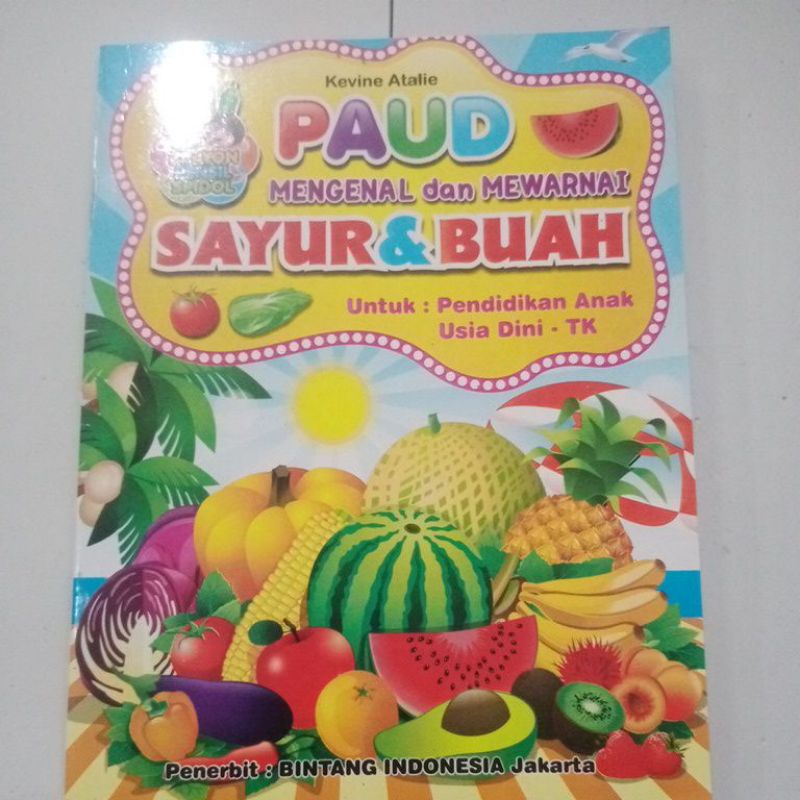 Kevine Atalie
PAUD
MENGENAL dan MEWARNAI
SAYUR & BUAH
Untuk : Pendidikan Anak
Usia Dini - TK
Penerbit : BINTANG INDONESIA Jakarta